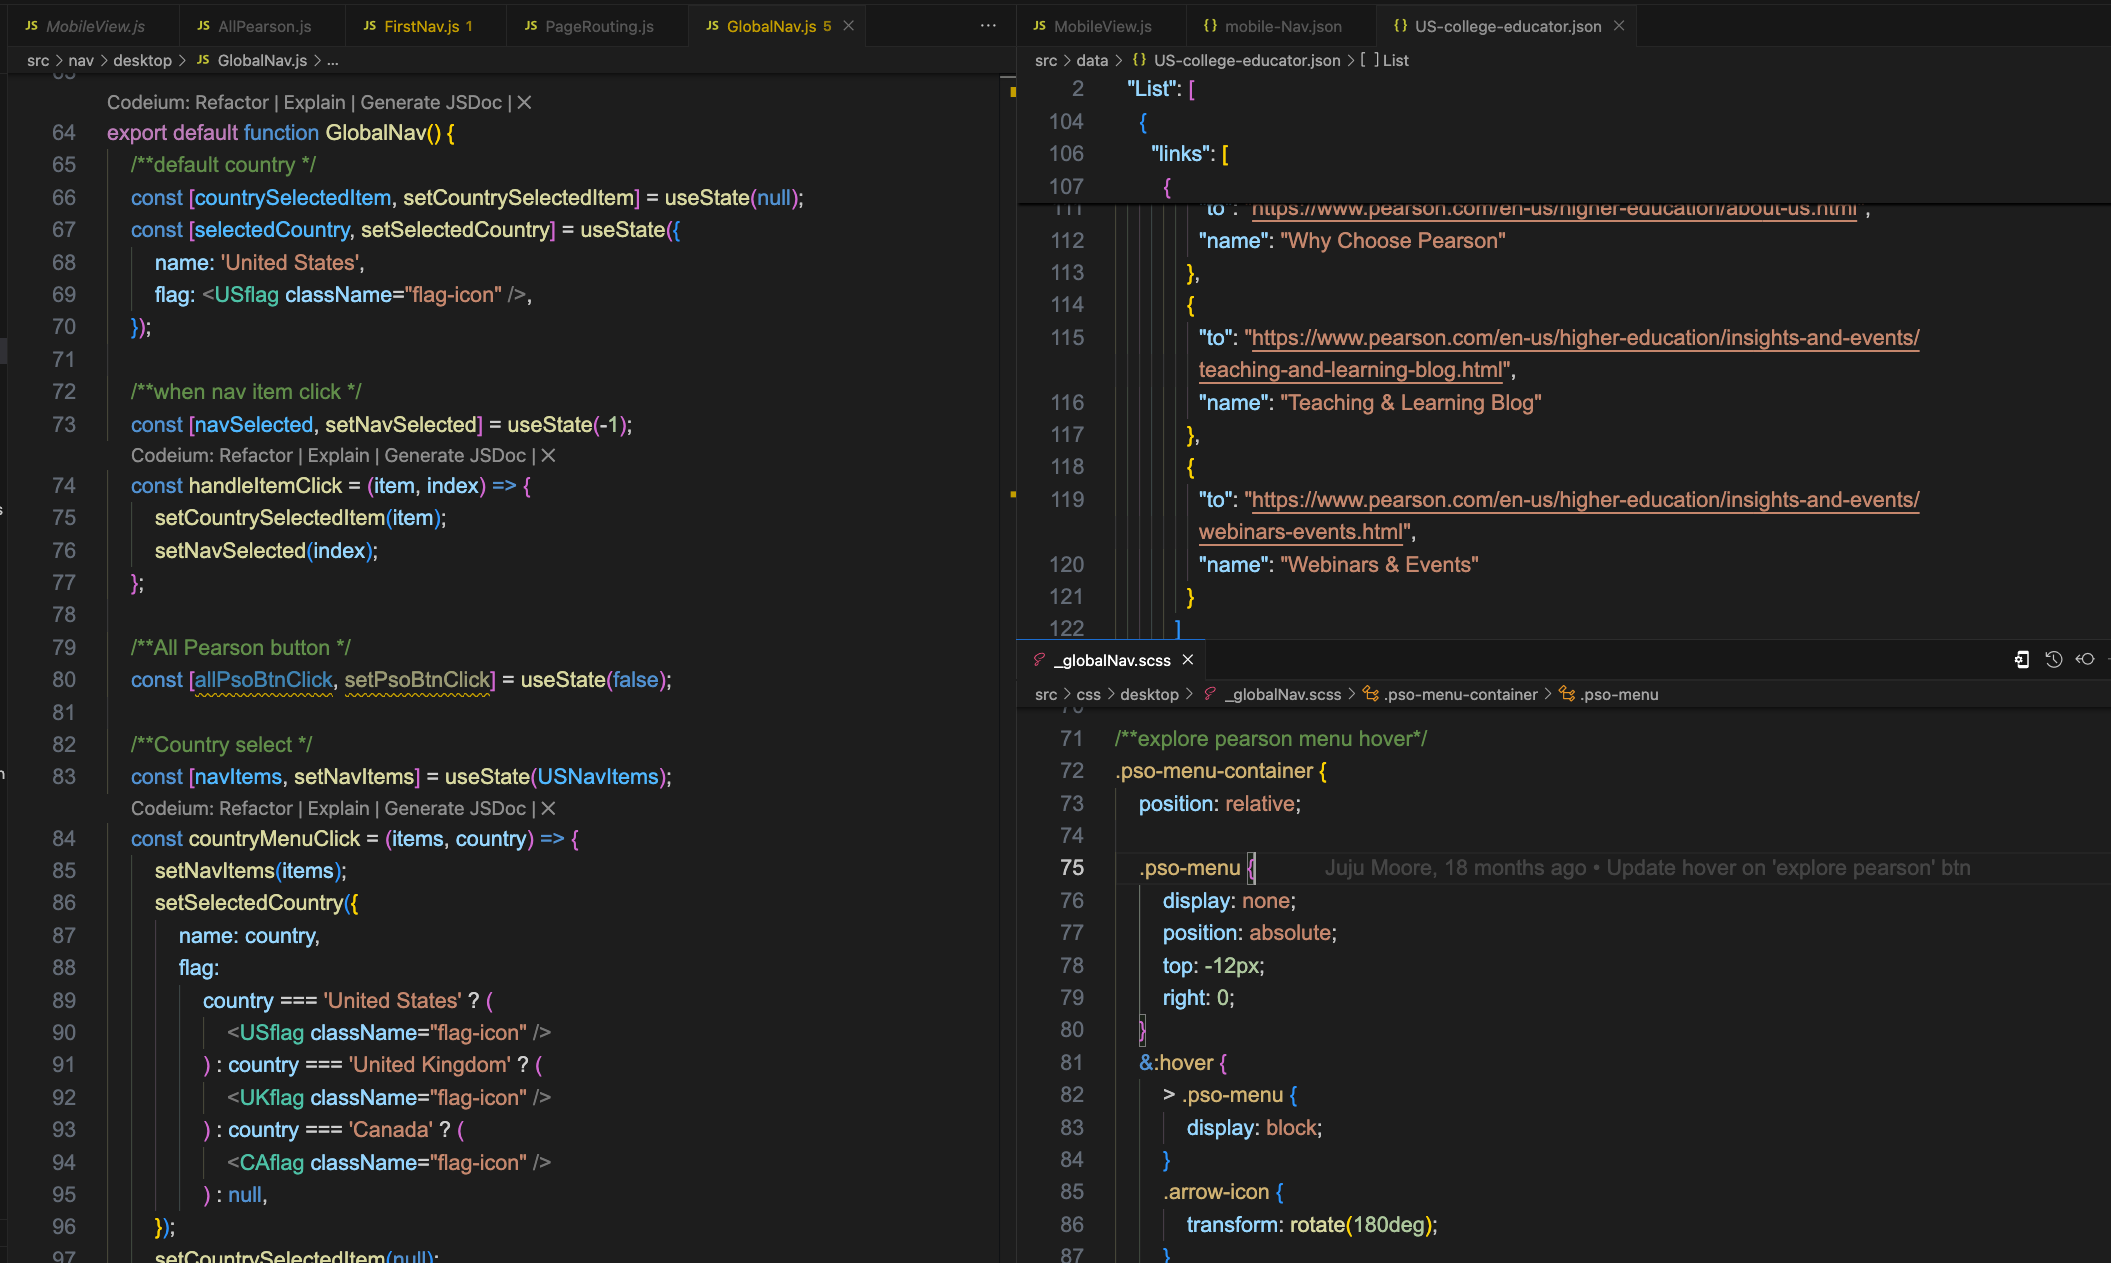 JS MobileView.js
JS AllPearson.js
JS FirstNav.js 1
JS PageRouting.js
JS GlobalNav.js 5
src > nav > desktop > JS GlobalNav.js > ...
Codeium: Refactor | Explain | Generate JSDoc | ×
64 export default function GlobalNav() {
65 /**default country */
66 const [countrySelectedItem, setCountrySelectedItem] = useState(null);
67 const [selectedCountry, setSelectedCountry] = useState({
68 name: 'United States',
69 flag: <USflag className="flag-icon" />,
70 });
71
72 /**when nav item click */
73 const [navSelected, setNavSelected] = useState(-1);
Codeium: Refactor | Explain | Generate JSDoc | ×
74 const handleItemClick = (item, index) => {
75 setCountrySelectedItem(item);
76 setNavSelected(index);
77 };
78
79 /**All Pearson button */
80 const [allPsoBtnClick, setPsoBtnClick] = useState(false);
81
82 /**Country select */
83 const [navItems, setNavItems] = useState(USNavItems);
Codeium: Refactor | Explain | Generate JSDoc | ×
84 const countryMenuClick = (items, country) => {
85 setNavItems(items);
86 setSelectedCountry({
87 name: country,
88 flag:
89 country === 'United States' ? (
90 <USflag className="flag-icon" />
91 ) : country === 'United Kingdom' ? (
92 <UKflag className="flag-icon" />
93 ) : country === 'Canada' ? (
94 <CAflag className="flag-icon" />
95 ) : null,
96 });
97 setCountrySelectedItem(null);
JS MobileView.js
{} mobile-Nav.json
{} US-college-educator.json
src > data > {} US-college-educator.json > [ ] List
2 "List": [
104 {
106 "links": [
107 {
111 "to": "https://www.pearson.com/en-us/higher-education/about-us.html",
112 "name": "Why Choose Pearson"
113 },
114 {
115 "to": "https://www.pearson.com/en-us/higher-education/insights-and-events/
teaching-and-learning-blog.html",
116 "name": "Teaching & Learning Blog"
117 },
118 {
119 "to": "https://www.pearson.com/en-us/higher-education/insights-and-events/
webinars-events.html",
120 "name": "Webinars & Events"
121 }
122 ]
_globalNav.scss
src > css > desktop > _globalNav.scss > .pso-menu-container > .pso-menu
70
71 /**explore pearson menu hover*/
72 .pso-menu-container {
73 position: relative;
74
75 .pso-menu { Juju Moore, 18 months ago • Update hover on 'explore pearson' btn
76 display: none;
77 position: absolute;
78 top: -12px;
79 right: 0;
80 }
81 &:hover {
82 > .pso-menu {
83 display: block;
84 }
85 .arrow-icon {
86 transform: rotate(180deg);
87 }